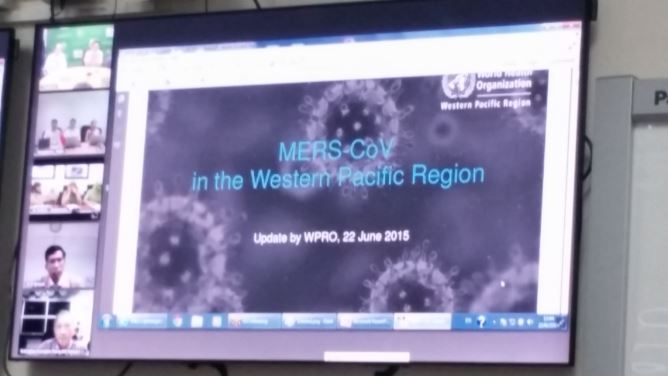 World Health
Organization
Western Pacific Region
MERS-CoV
in the Western Pacific Region
Update by WPRO, 22 June 2015
P